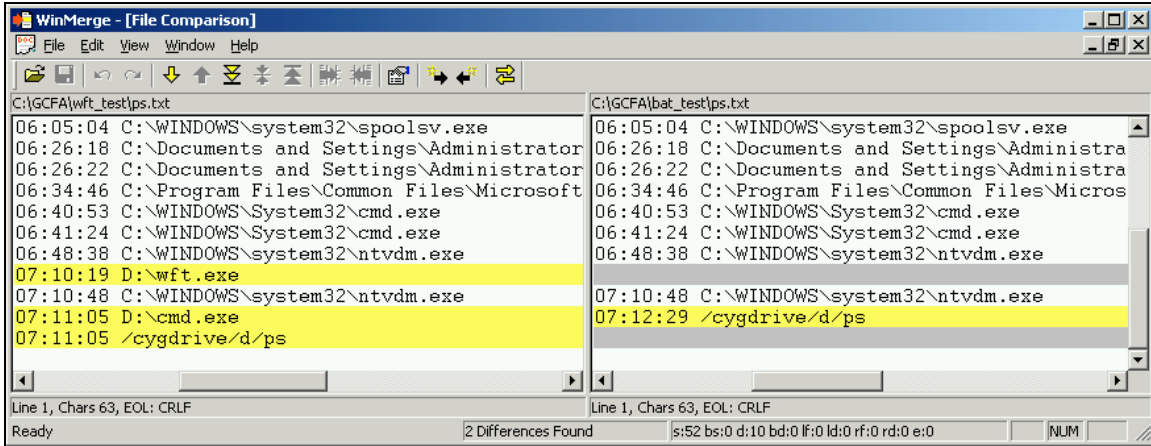 WinMerge - [File Comparison]
File Edit View Window Help
C:\GCFA\wft_test\ps.txt
06:05:04 C:\WINDOWS\system32\spoolsv.exe
06:26:18 C:\Documents and Settings\Administrator
06:26:22 C:\Documents and Settings\Administrator
06:34:46 C:\Program Files\Common Files\Microsoft
06:40:53 C:\WINDOWS\System32\cmd.exe
06:41:24 C:\WINDOWS\System32\cmd.exe
06:48:38 C:\WINDOWS\system32\ntvdm.exe
07:10:19 D:\wft.exe
07:10:48 C:\WINDOWS\system32\ntvdm.exe
07:11:05 D:\cmd.exe
07:11:05 /cygdrive/d/ps
Line 1, Chars 63, EOL: CRLF
C:\GCFA\bat_test\ps.txt
06:05:04 C:\WINDOWS\system32\spoolsv.exe
06:26:18 C:\Documents and Settings\Administra
06:26:22 C:\Documents and Settings\Administra
06:34:46 C:\Program Files\Common Files\Micros
06:40:53 C:\WINDOWS\System32\cmd.exe
06:41:24 C:\WINDOWS\System32\cmd.exe
06:48:38 C:\WINDOWS\system32\ntvdm.exe
07:10:48 C:\WINDOWS\system32\ntvdm.exe
07:12:29 /cygdrive/d/ps
Line 1, Chars 63, EOL: CRLF
Ready 2 Differences Found s:52 bs:0 d:10 bd:0 lf:0 ld:0 rf:0 rd:0 e:0 NUM